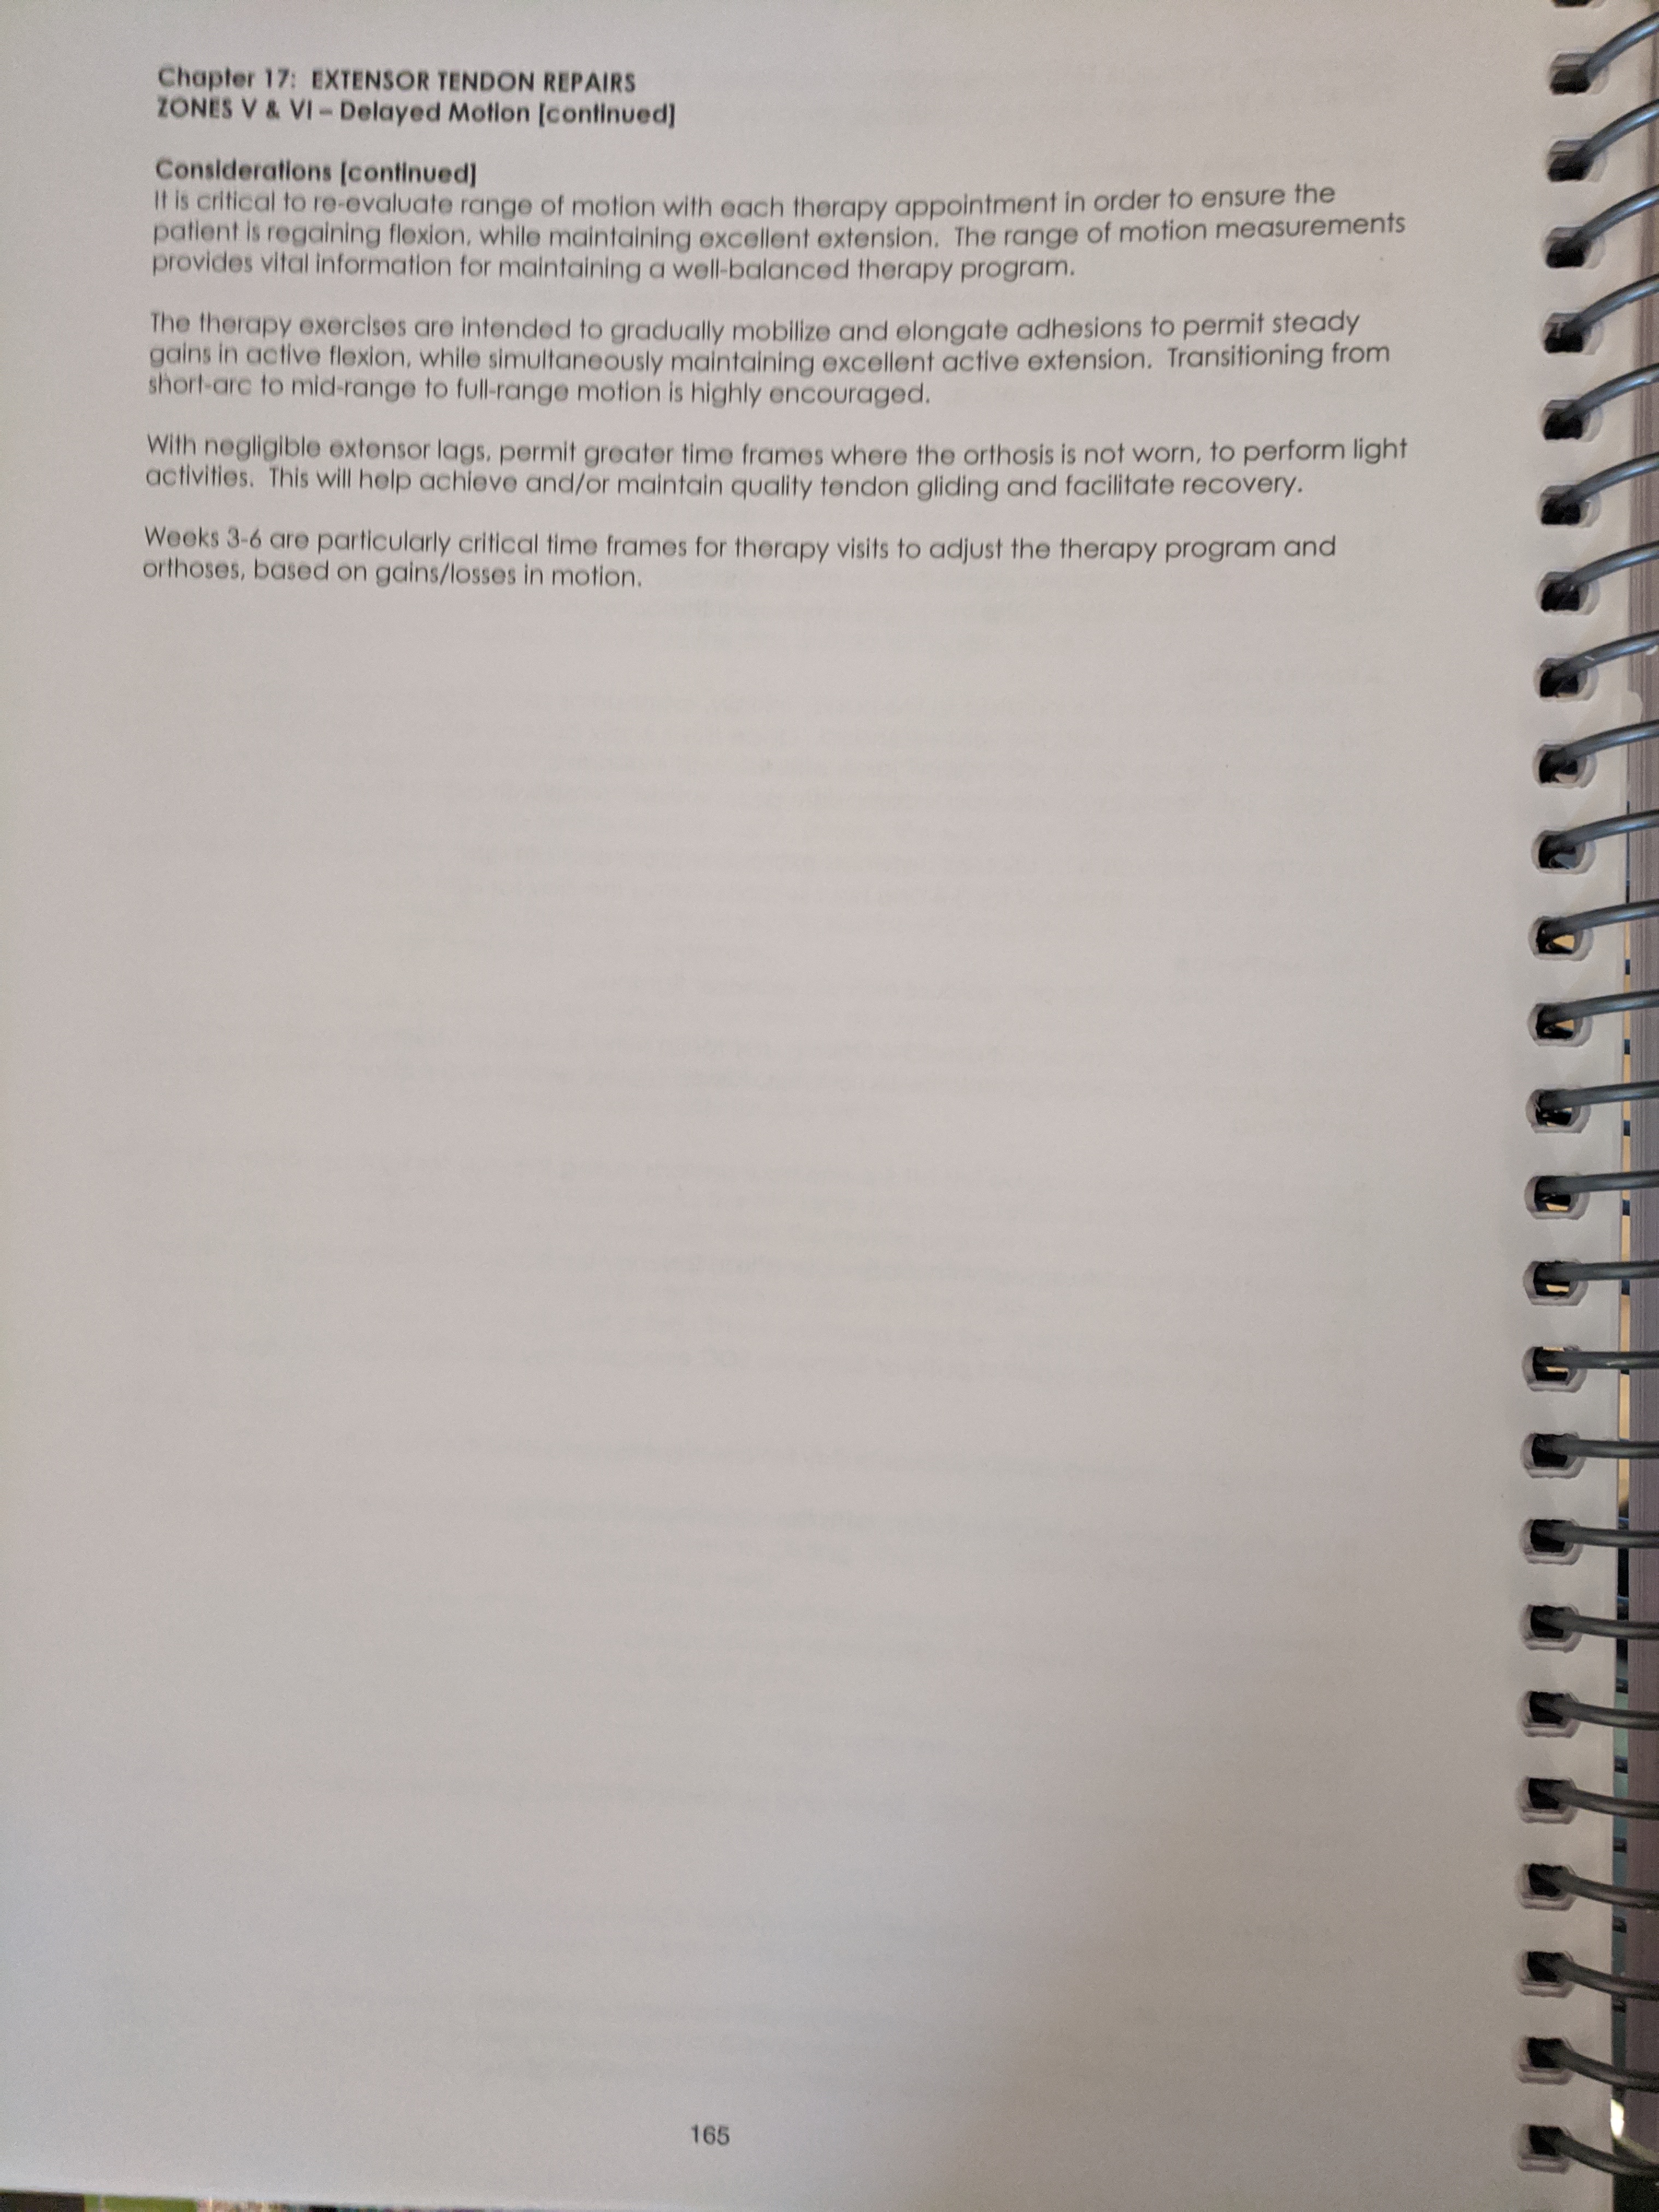 Chapter 17: EXTENSOR TENDON REPAIRS
ZONES V & VI – Delayed Motion [continued]
Considerations [continued]
It is critical to re-evaluate range of motion with each therapy appointment in order to ensure the
patient is regaining flexion, while maintaining excellent extension. The range of motion measurements
provides vital information for maintaining a well-balanced therapy program.
The therapy exercises are intended to gradually mobilize and elongate adhesions to permit steady
gains in active flexion, while simultaneously maintaining excellent active extension. Transitioning from
short-arc to mid-range to full-range motion is highly encouraged.
With negligible extensor lags, permit greater time frames where the orthosis is not worn, to perform light
activities. This will help achieve and/or maintain quality tendon gliding and facilitate recovery.
Weeks 3-6 are particularly critical time frames for therapy visits to adjust the therapy program and
orthoses, based on gains/losses in motion.
165